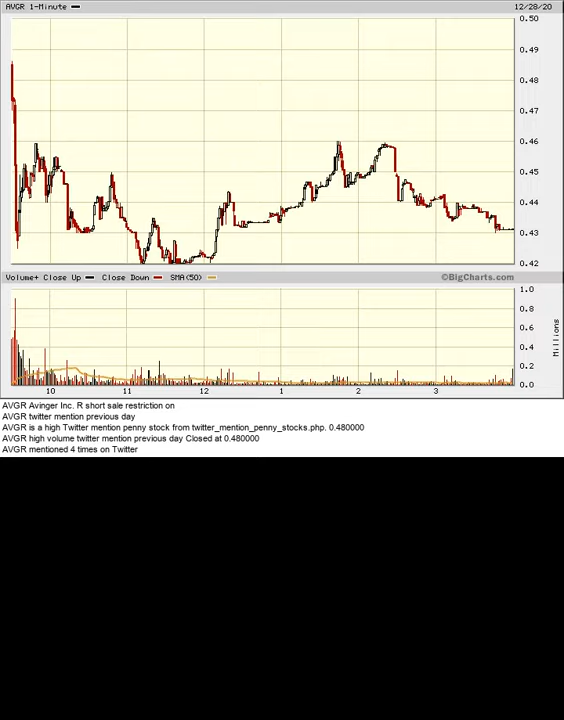 AVGR 1-Minute 12/28/20
0.50
0.49
0.48
0.47
0.46
0.45
0.44
0.43
0.42
Volume+ Close Up Close Down SMA(50) ©BigCharts.com
1.0
0.8
0.6
0.4
0.2
0.0
Millions
10 11 12 1 2 3
AVGR Avinger Inc. R short sale restriction on
AVGR twitter mention previous day
AVGR is a high Twitter mention penny stock from twitter_mention_penny_stocks.php. 0.480000
AVGR high volume twitter mention previous day Closed at 0.480000
AVGR mentioned 4 times on Twitter